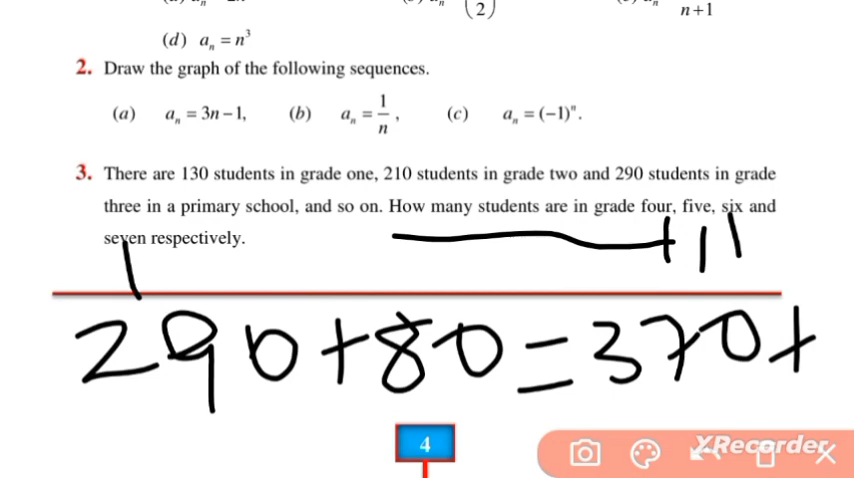 (d) aₙ = n³
(2) n+1
2. Draw the graph of the following sequences.
(a) aₙ = 3n – 1, (b) aₙ = 1/n, (c) aₙ = (–1)ⁿ.
3. There are 130 students in grade one, 210 students in grade two and 290 students in grade
three in a primary school, and so on. How many students are in grade four, five, six and
seven respectively.
290+80=370+
4
XRecorder